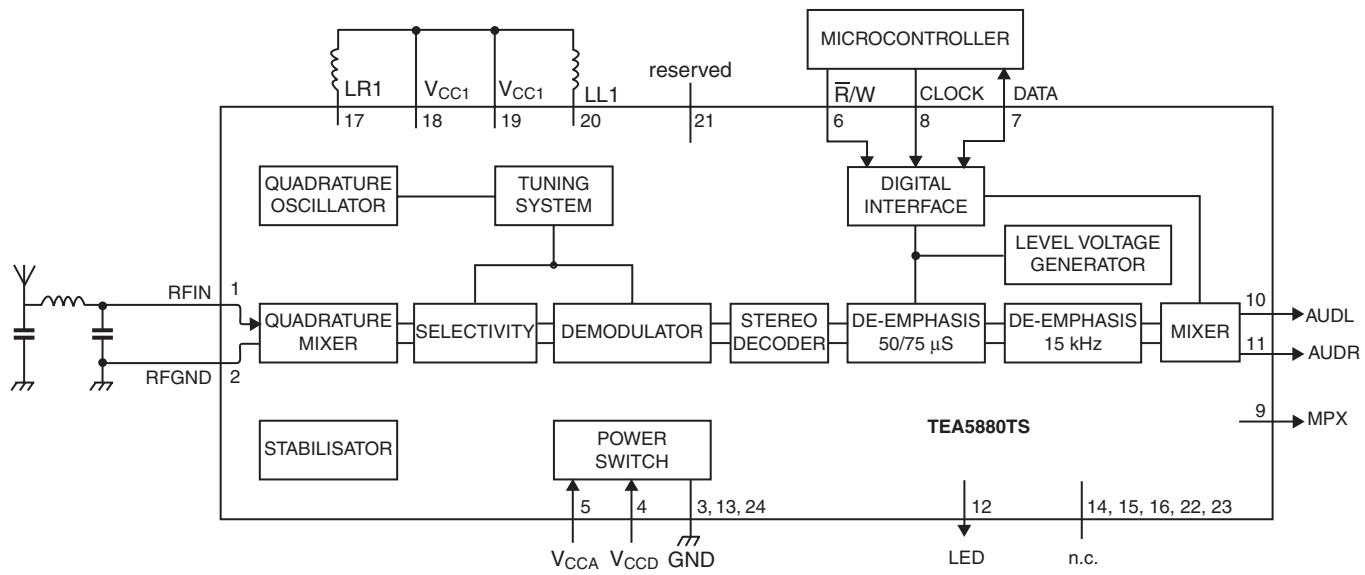 MICROCONTROLLER
reserved
LR1
VCC1
VCC1
LL1
R̅/W
CLOCK
DATA
17
18
19
20
21
6
8
7
QUADRATURE
OSCILLATOR
TUNING
SYSTEM
DIGITAL
INTERFACE
LEVEL VOLTAGE
GENERATOR
RFIN
1
QUADRATURE
MIXER
SELECTIVITY
DEMODULATOR
STEREO
DECODER
DE-EMPHASIS
50/75 μS
DE-EMPHASIS
15 kHz
MIXER
10
AUDL
11
AUDR
RFGND
2
9
MPX
STABILISATOR
POWER
SWITCH
TEA5880TS
5
4
3, 13, 24
12
14, 15, 16, 22, 23
VCCA
VCCD
GND
LED
n.c.